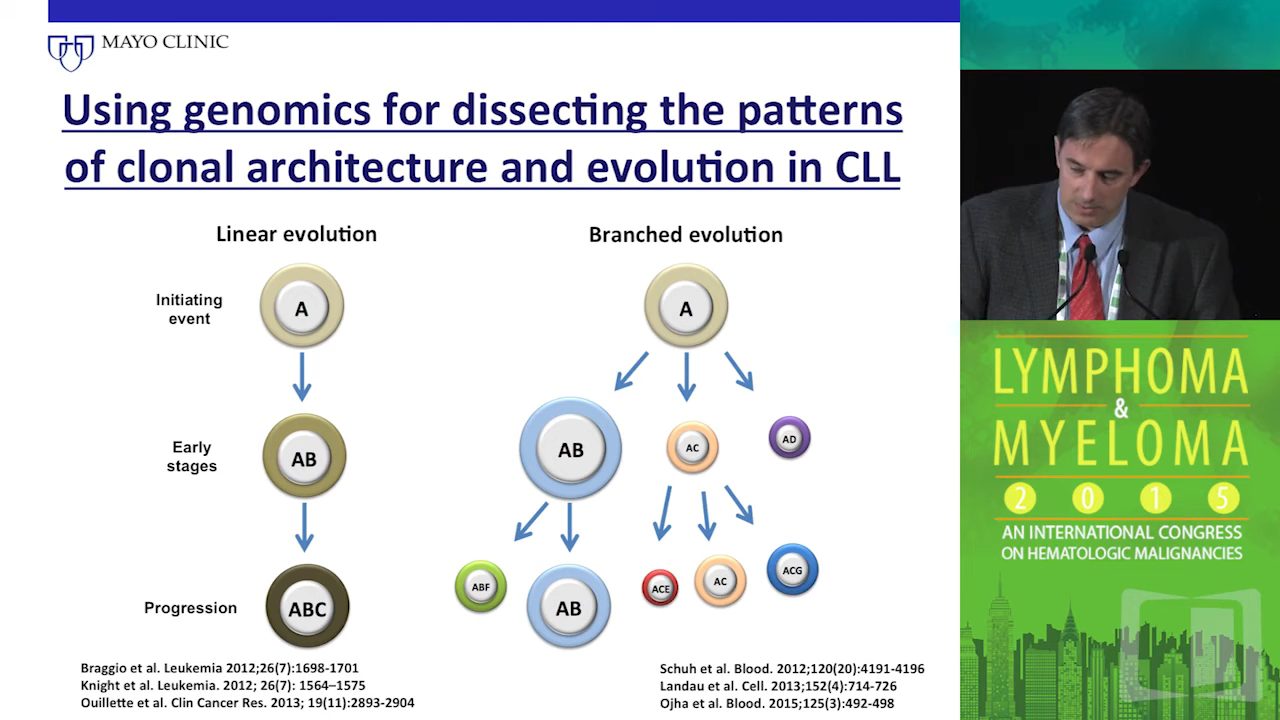 MAYO CLINIC
Using genomics for dissecting the patterns
of clonal architecture and evolution in CLL
Linear evolution
Branched evolution
Initiating
event
A
A
Early
stages
AB
AB
AC
AD
Progression
ABC
ABF
AB
ACE
AC
ACG
Braggio et al. Leukemia 2012;26(7):1698-1701
Knight et al. Leukemia. 2012; 26(7): 1564–1575
Ouillette et al. Clin Cancer Res. 2013; 19(11):2893-2904
Schuh et al. Blood. 2012;120(20):4191-4196
Landau et al. Cell. 2013;152(4):714-726
Ojha et al. Blood. 2015;125(3):492-498
LYMPHOMA
&
MYELOMA
2015
AN INTERNATIONAL CONGRESS
ON HEMATOLOGIC MALIGNANCIES